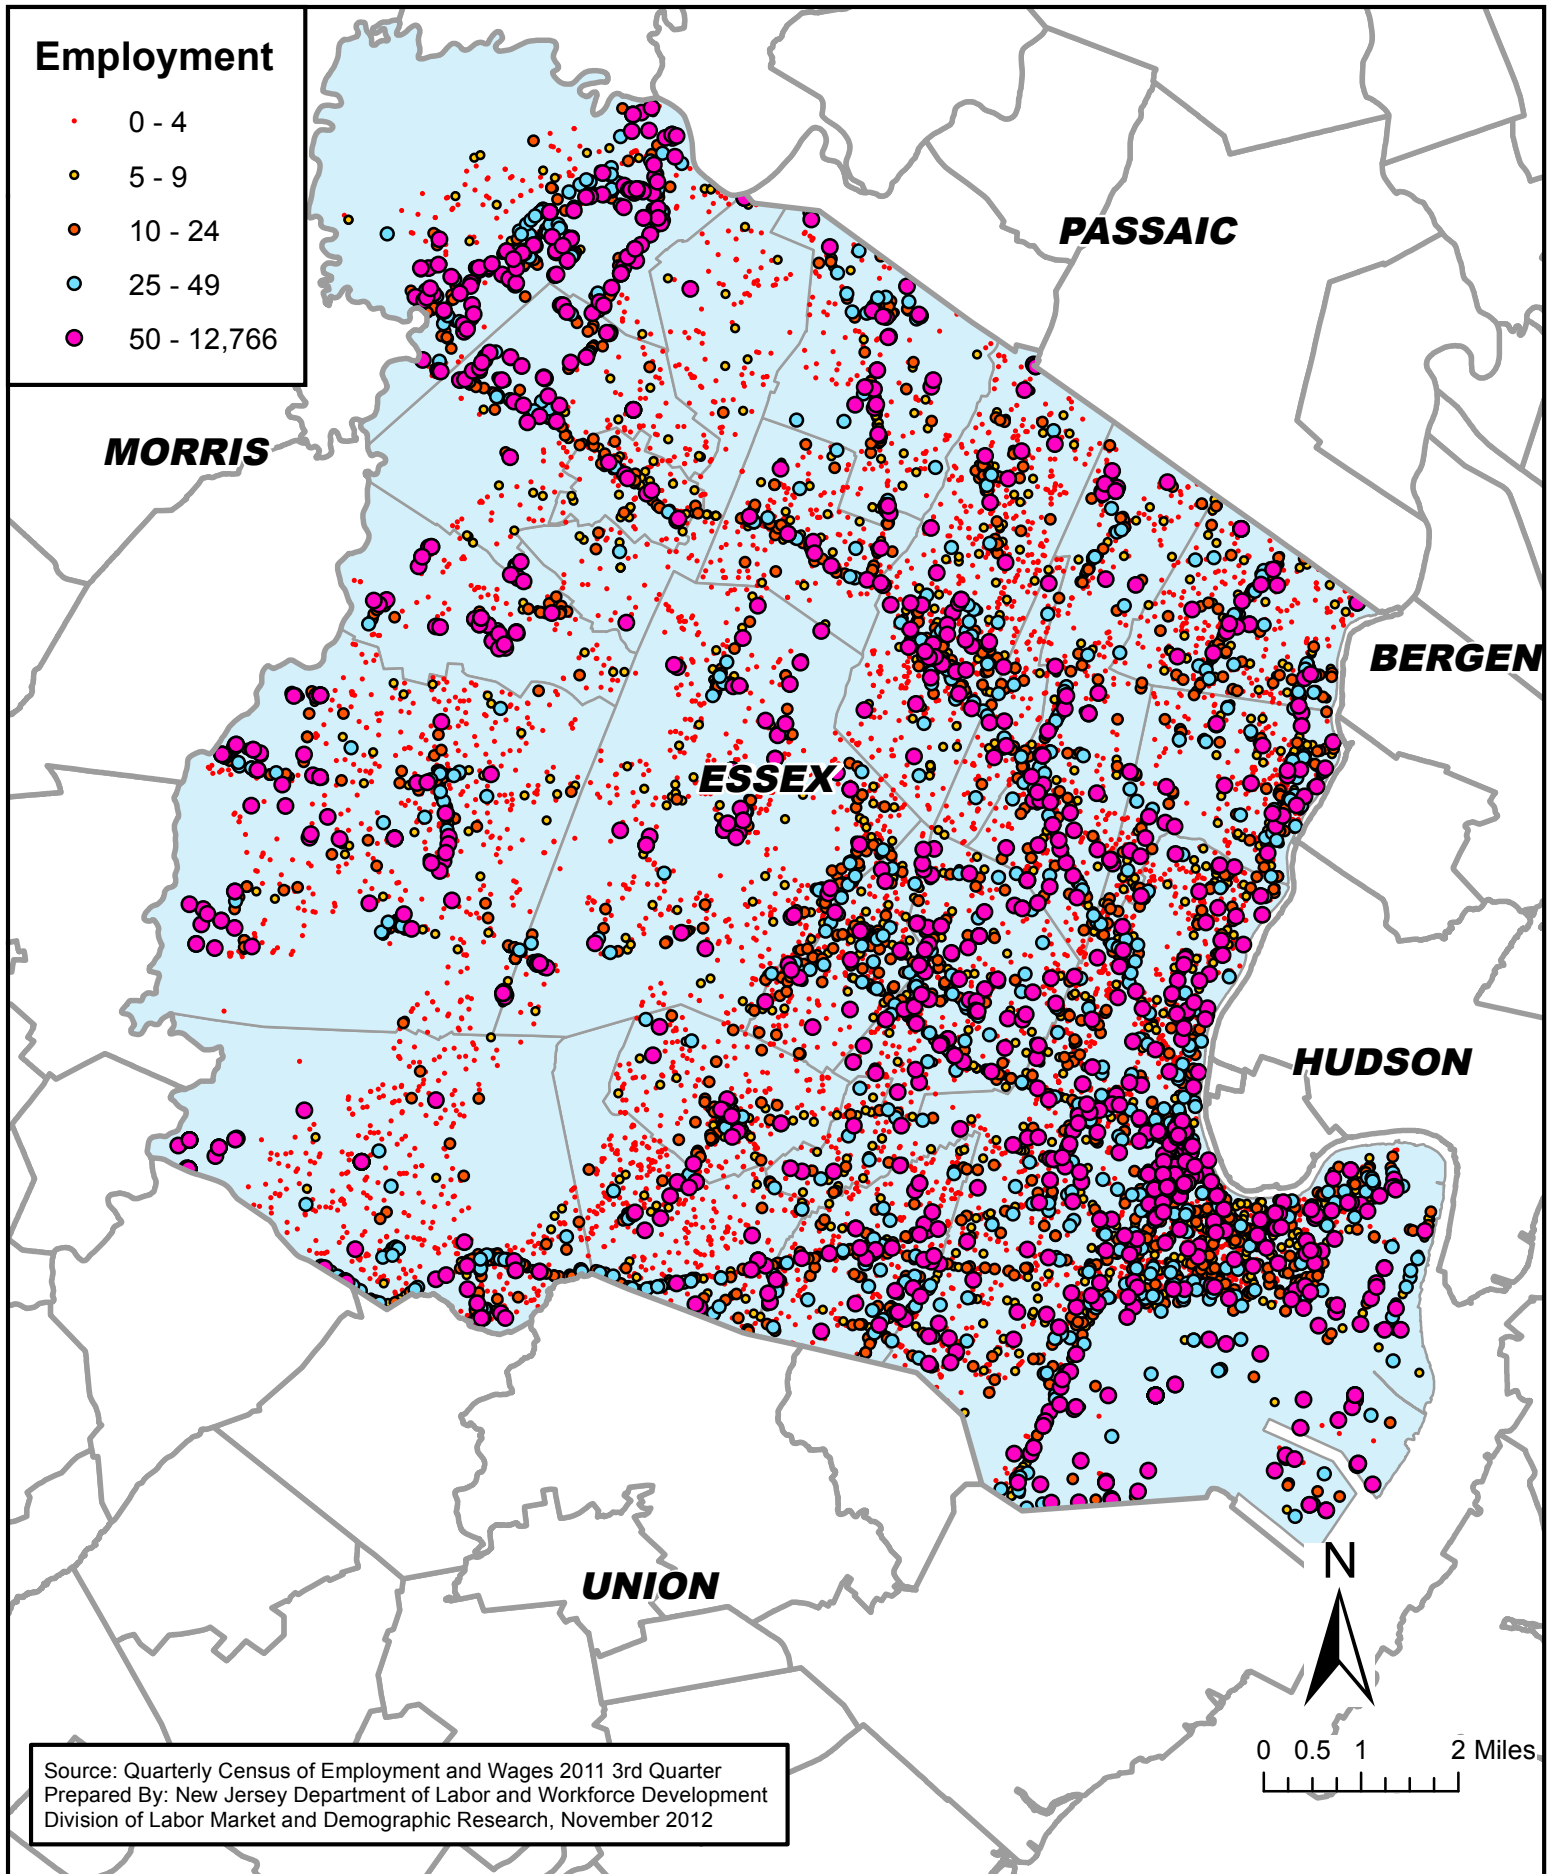 Employment
0 - 4
5 - 9
10 - 24
25 - 49
50 - 12,766
PASSAIC
MORRIS
BERGEN
ESSEX
HUDSON
UNION
N
0 0.5 1 2 Miles
Source: Quarterly Census of Employment and Wages 2011 3rd Quarter
Prepared By: New Jersey Department of Labor and Workforce Development
Division of Labor Market and Demographic Research, November 2012